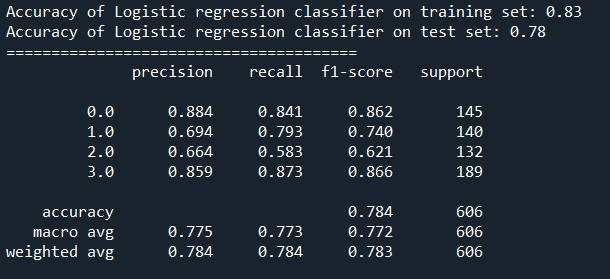 Accuracy of Logistic regression classifier on training set: 0.83
Accuracy of Logistic regression classifier on test set: 0.78
=======================================
precision recall f1-score support
0.0 0.884 0.841 0.862 145
1.0 0.694 0.793 0.740 140
2.0 0.664 0.583 0.621 132
3.0 0.859 0.873 0.866 189
accuracy 0.784 606
macro avg 0.775 0.773 0.772 606
weighted avg 0.784 0.784 0.783 606